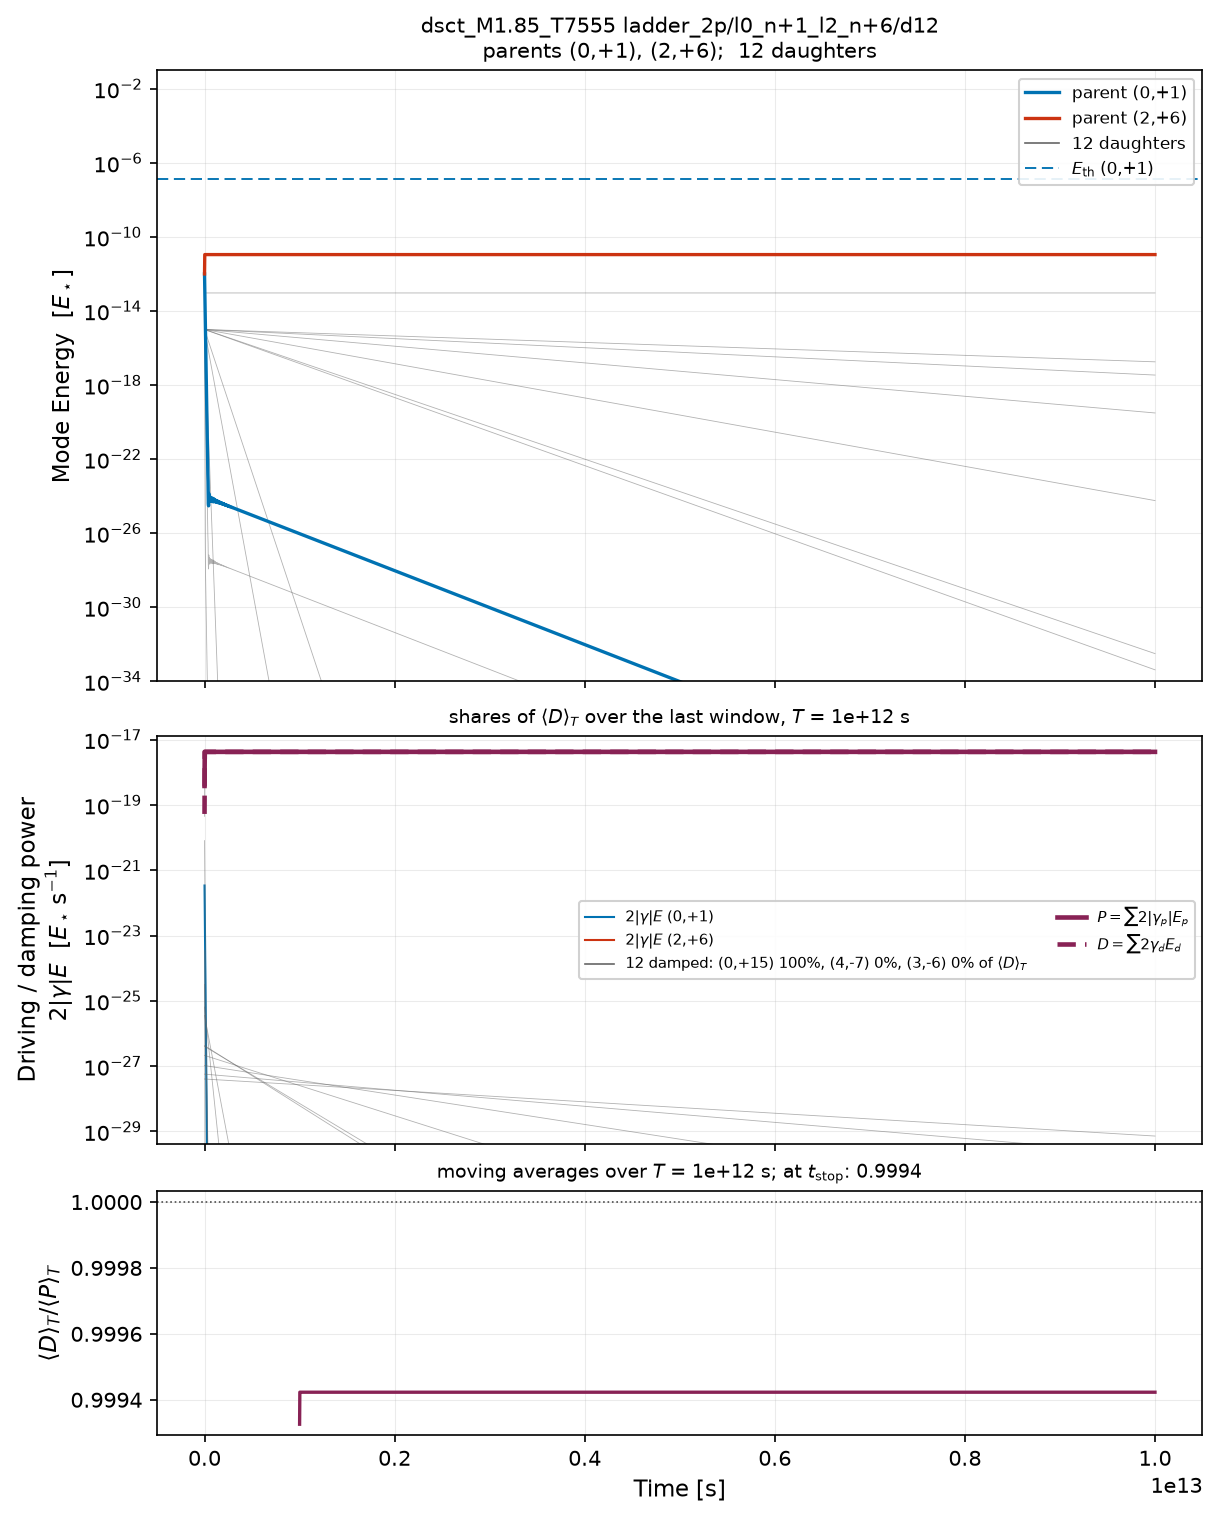 dsct_M1.85_T7555 ladder_2p/l0_n+1_l2_n+6/d12
parents (0,+1), (2,+6);  12 daughters
Mode Energy [E⋆]
10⁻²
10⁻⁶
10⁻¹⁰
10⁻¹⁴
10⁻¹⁸
10⁻²²
10⁻²⁶
10⁻³⁰
10⁻³⁴
parent (0,+1)
parent (2,+6)
12 daughters
E_th (0,+1)
shares of ⟨D⟩_T over the last window, T = 1e+12 s
Driving / damping power
2|γ|E [E⋆ s⁻¹]
10⁻¹⁷
10⁻¹⁹
10⁻²¹
10⁻²³
10⁻²⁵
10⁻²⁷
10⁻²⁹
2|γ|E (0,+1)
2|γ|E (2,+6)
12 damped: (0,+15) 100%, (4,-7) 0%, (3,-6) 0% of ⟨D⟩_T
P = ∑2|γ_p|E_p
D = ∑2γ_d E_d
moving averages over T = 1e+12 s; at t_stop: 0.9994
⟨D⟩_T/⟨P⟩_T
1.0000
0.9998
0.9996
0.9994
0.0 0.2 0.4 0.6 0.8 1.0
1e13
Time [s]